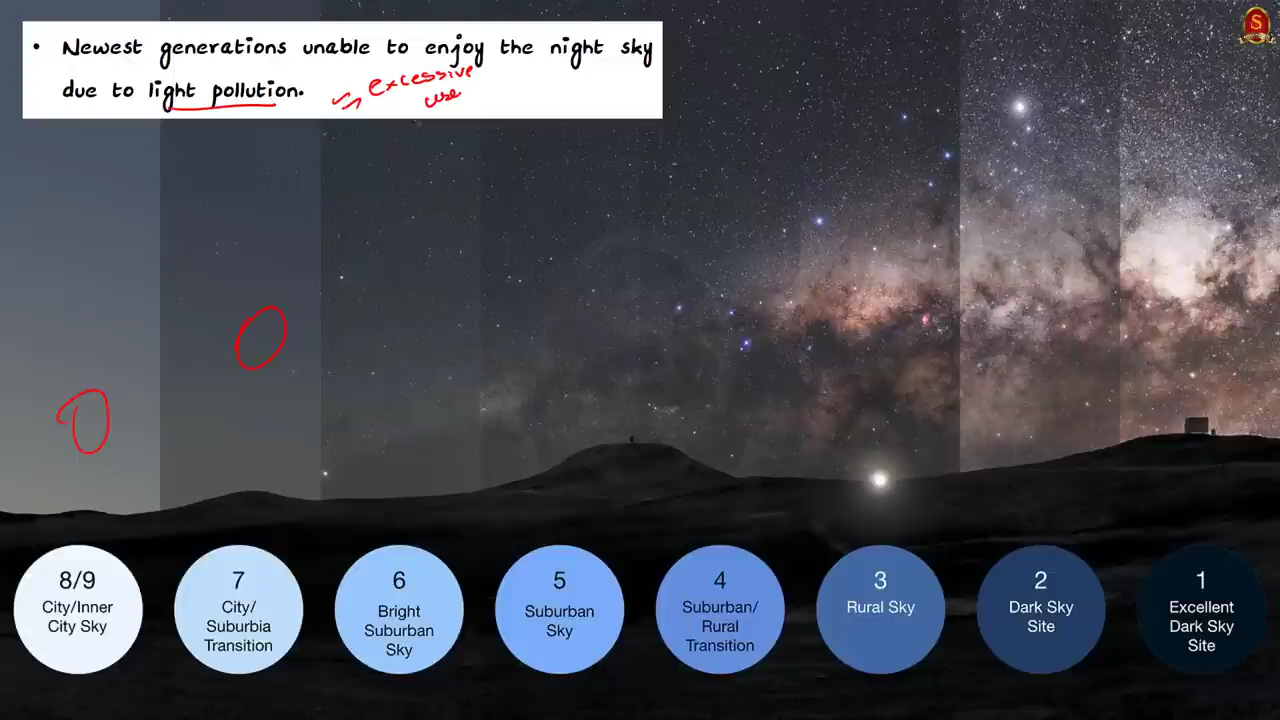 • Newest generations unable to enjoy the night sky
due to light pollution.
excessive
use
8/9
City/Inner
City Sky
7
City/
Suburbia
Transition
6
Bright
Suburban
Sky
5
Suburban
Sky
4
Suburban/
Rural
Transition
3
Rural Sky
2
Dark Sky
Site
1
Excellent
Dark Sky
Site
S